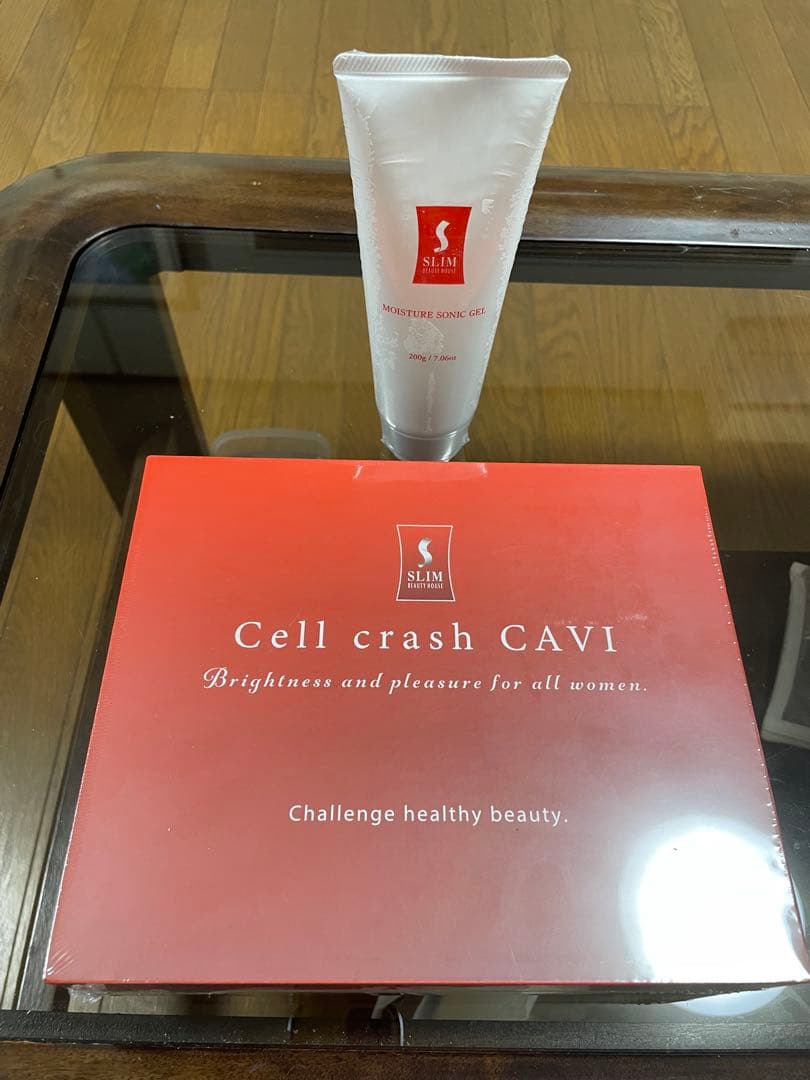 SLIM
BEAUTY HOUSE
MOISTURE SONIC GEL
200g / 7.06oz
SLIM
BEAUTY HOUSE
Cell crash CAVI
Brightness and pleasure for all women.
Challenge healthy beauty.